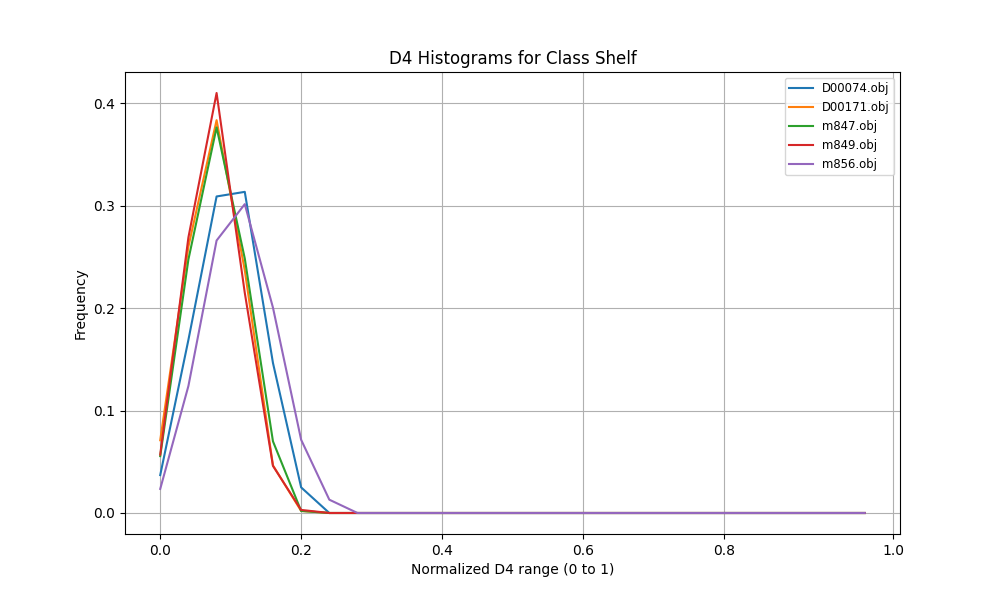 D4 Histograms for Class Shelf
D00074.obj
D00171.obj
m847.obj
m849.obj
m856.obj
Frequency
0.4
0.3
0.2
0.1
0.0
0.0 0.2 0.4 0.6 0.8 1.0
Normalized D4 range (0 to 1)